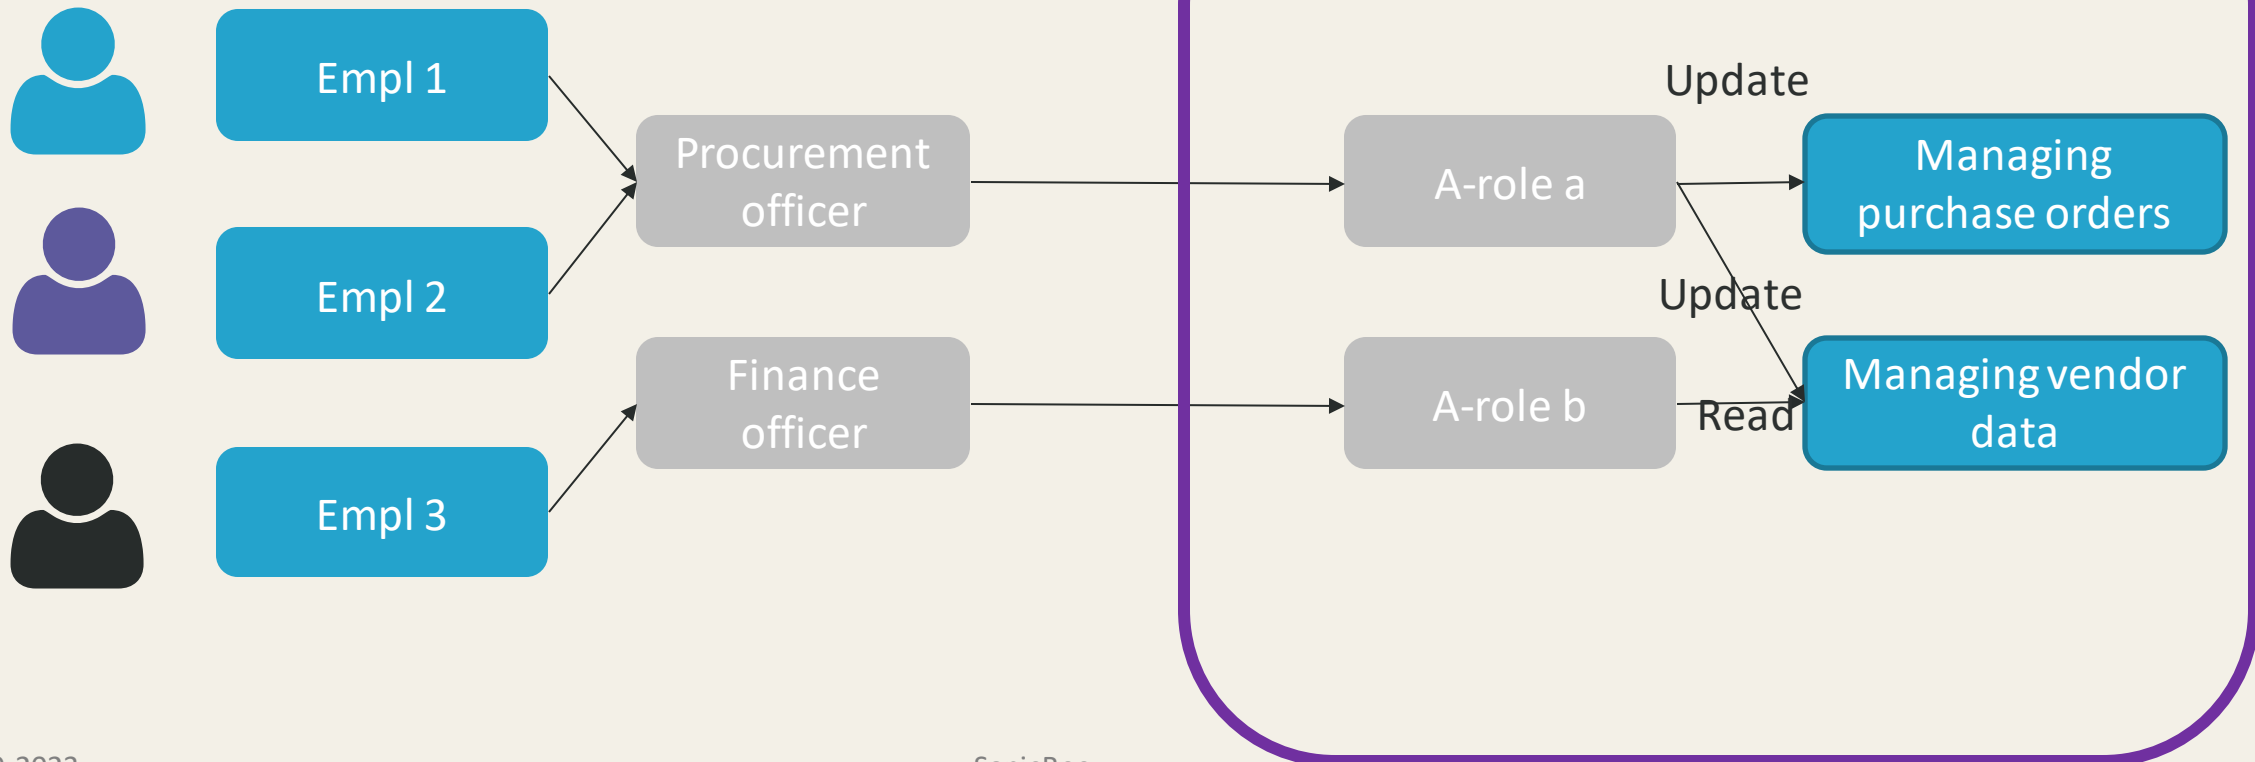 Empl 1
Update
Procurement
officer
A-role a
Managing
purchase orders
Empl 2
Update
Finance
officer
A-role b
Read
Managing vendor
data
Empl 3